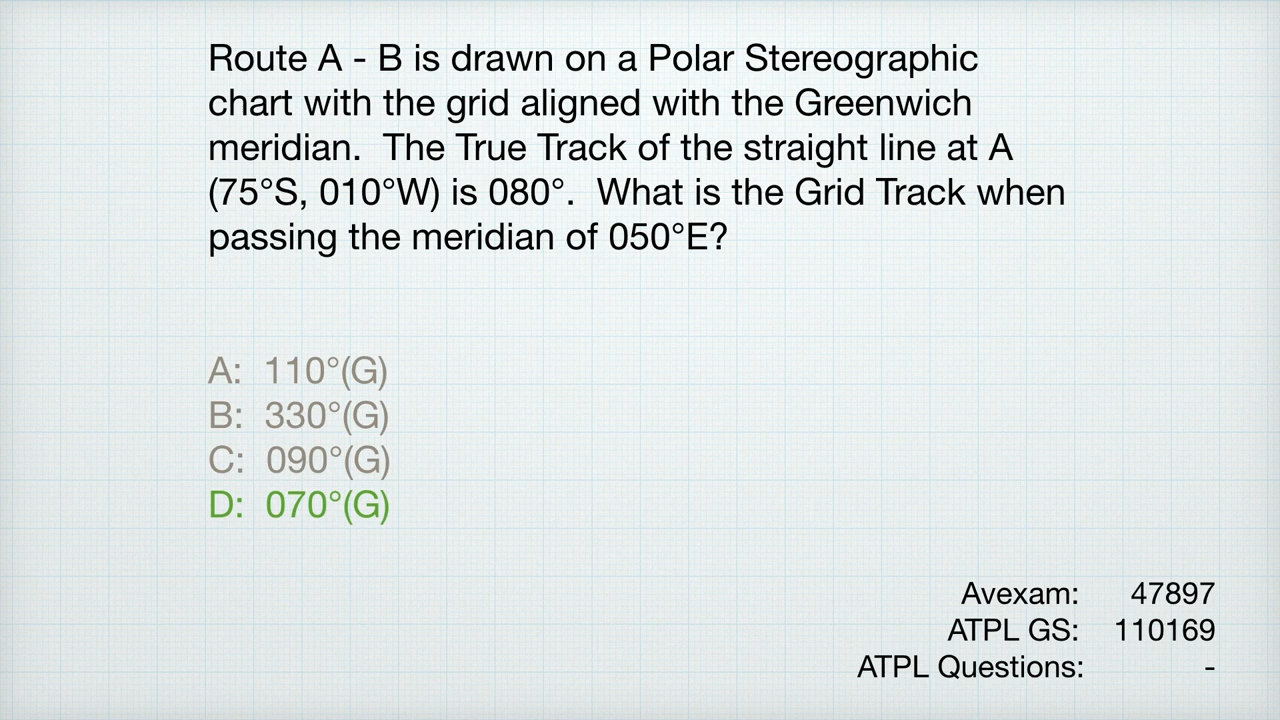 Route A - B is drawn on a Polar Stereographic
chart with the grid aligned with the Greenwich
meridian.  The True Track of the straight line at A
(75°S, 010°W) is 080°.  What is the Grid Track when
passing the meridian of 050°E?
A:  110°(G)
B:  330°(G)
C:  090°(G)
D:  070°(G)
Avexam: 47897
ATPL GS: 110169
ATPL Questions: -